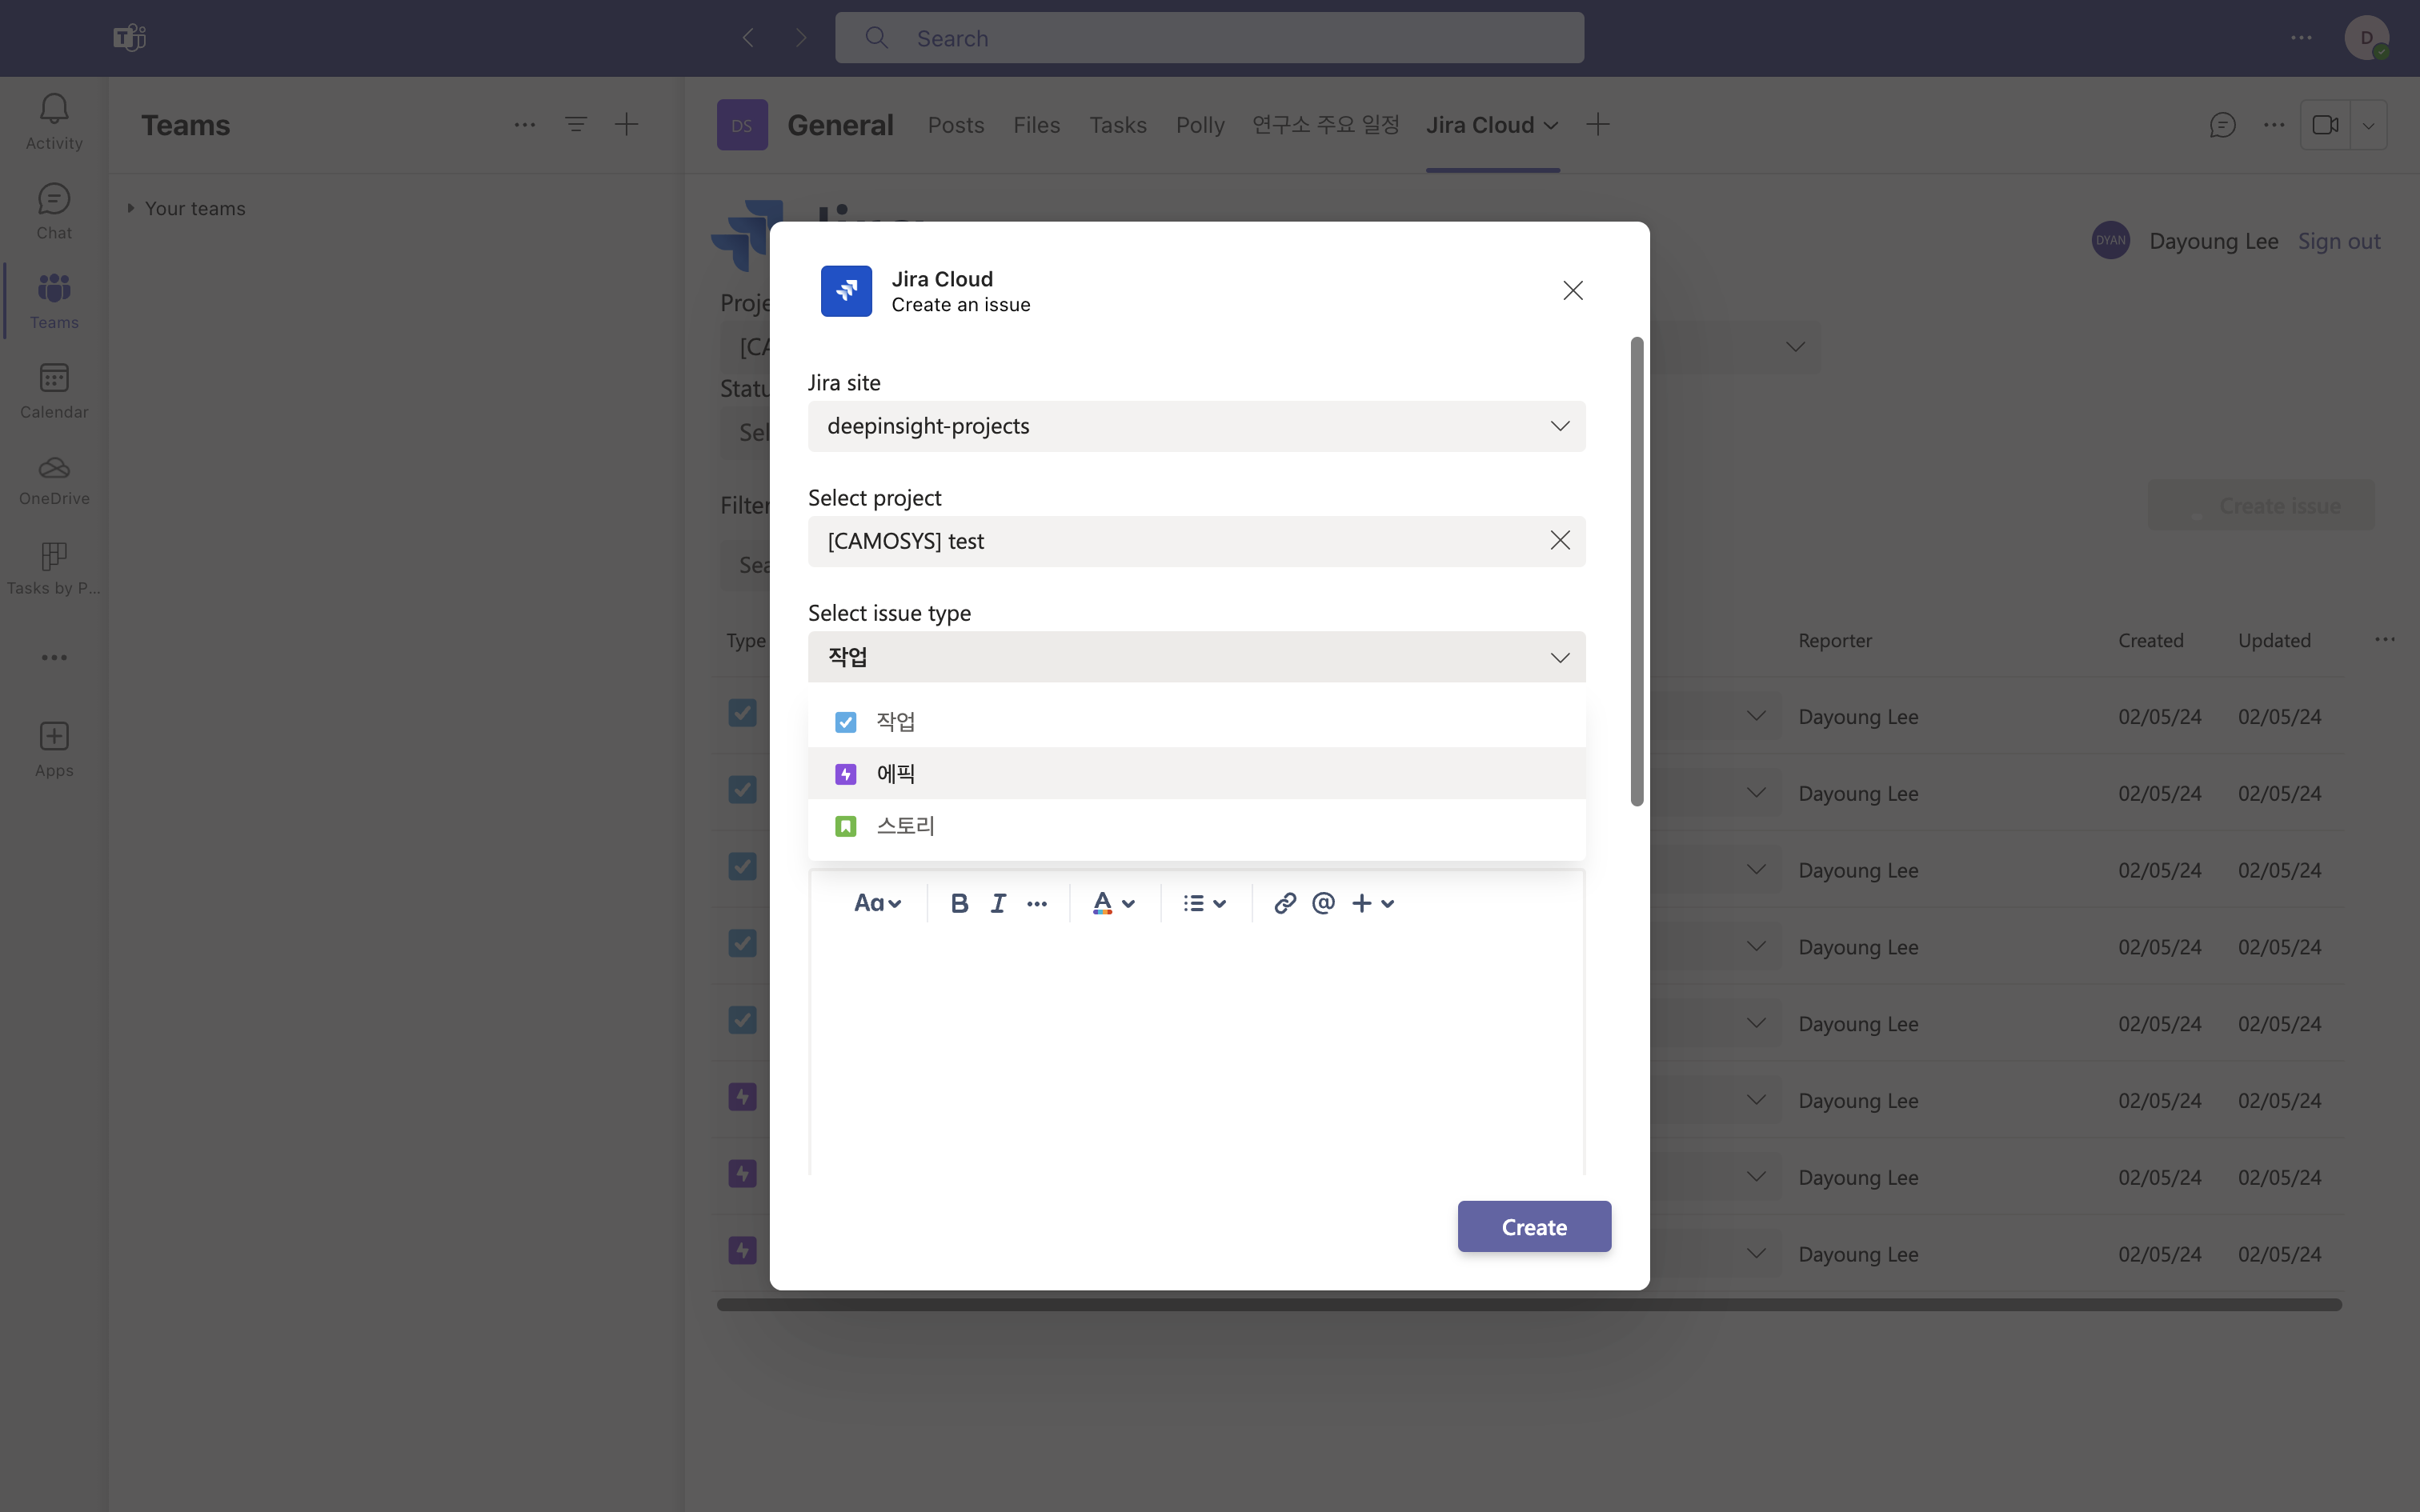 Search
D
Activity
Chat
Teams
Calendar
OneDrive
Tasks by P...
Apps
Teams
Your teams
DS
General
Posts
Files
Tasks
Polly
연구소 주요 일정
Jira Cloud
DYAN
Dayoung Lee
Sign out
Create issue
Type
Reporter
Created
Updated
Dayoung Lee 02/05/24 02/05/24
Dayoung Lee 02/05/24 02/05/24
Dayoung Lee 02/05/24 02/05/24
Dayoung Lee 02/05/24 02/05/24
Dayoung Lee 02/05/24 02/05/24
Dayoung Lee 02/05/24 02/05/24
Dayoung Lee 02/05/24 02/05/24
Dayoung Lee 02/05/24 02/05/24
Jira Cloud
Create an issue
Jira site
deepinsight-projects
Select project
[CAMOSYS] test
Select issue type
작업
작업
에픽
스토리
Aa B I A @
Create